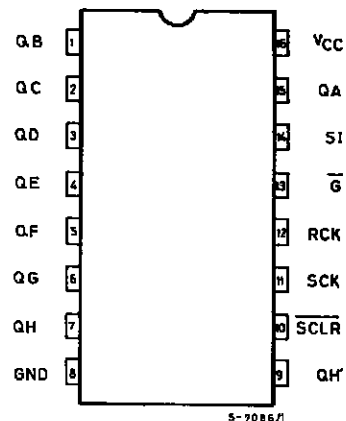 QB 1 16 VCC
QC 2 15 QA
QD 3 14 SI
QE 4 13 G̅
QF 5 12 RCK
QG 6 11 SCK
QH 7 10 S̅C̅L̅R̅
GND 8 9 QH'
S-7086/1